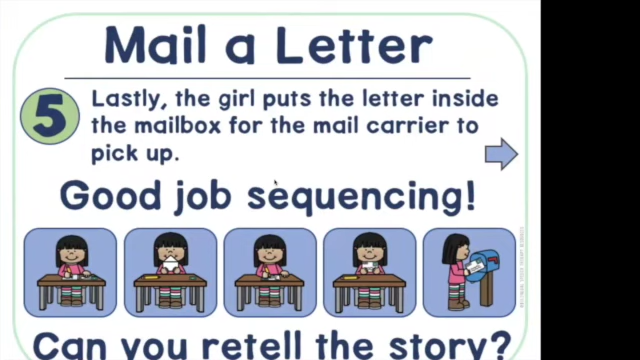 Mail a Letter
5
Lastly, the girl puts the letter inside
the mailbox for the mail carrier to
pick up.
Good job sequencing!
Can you retell the story?